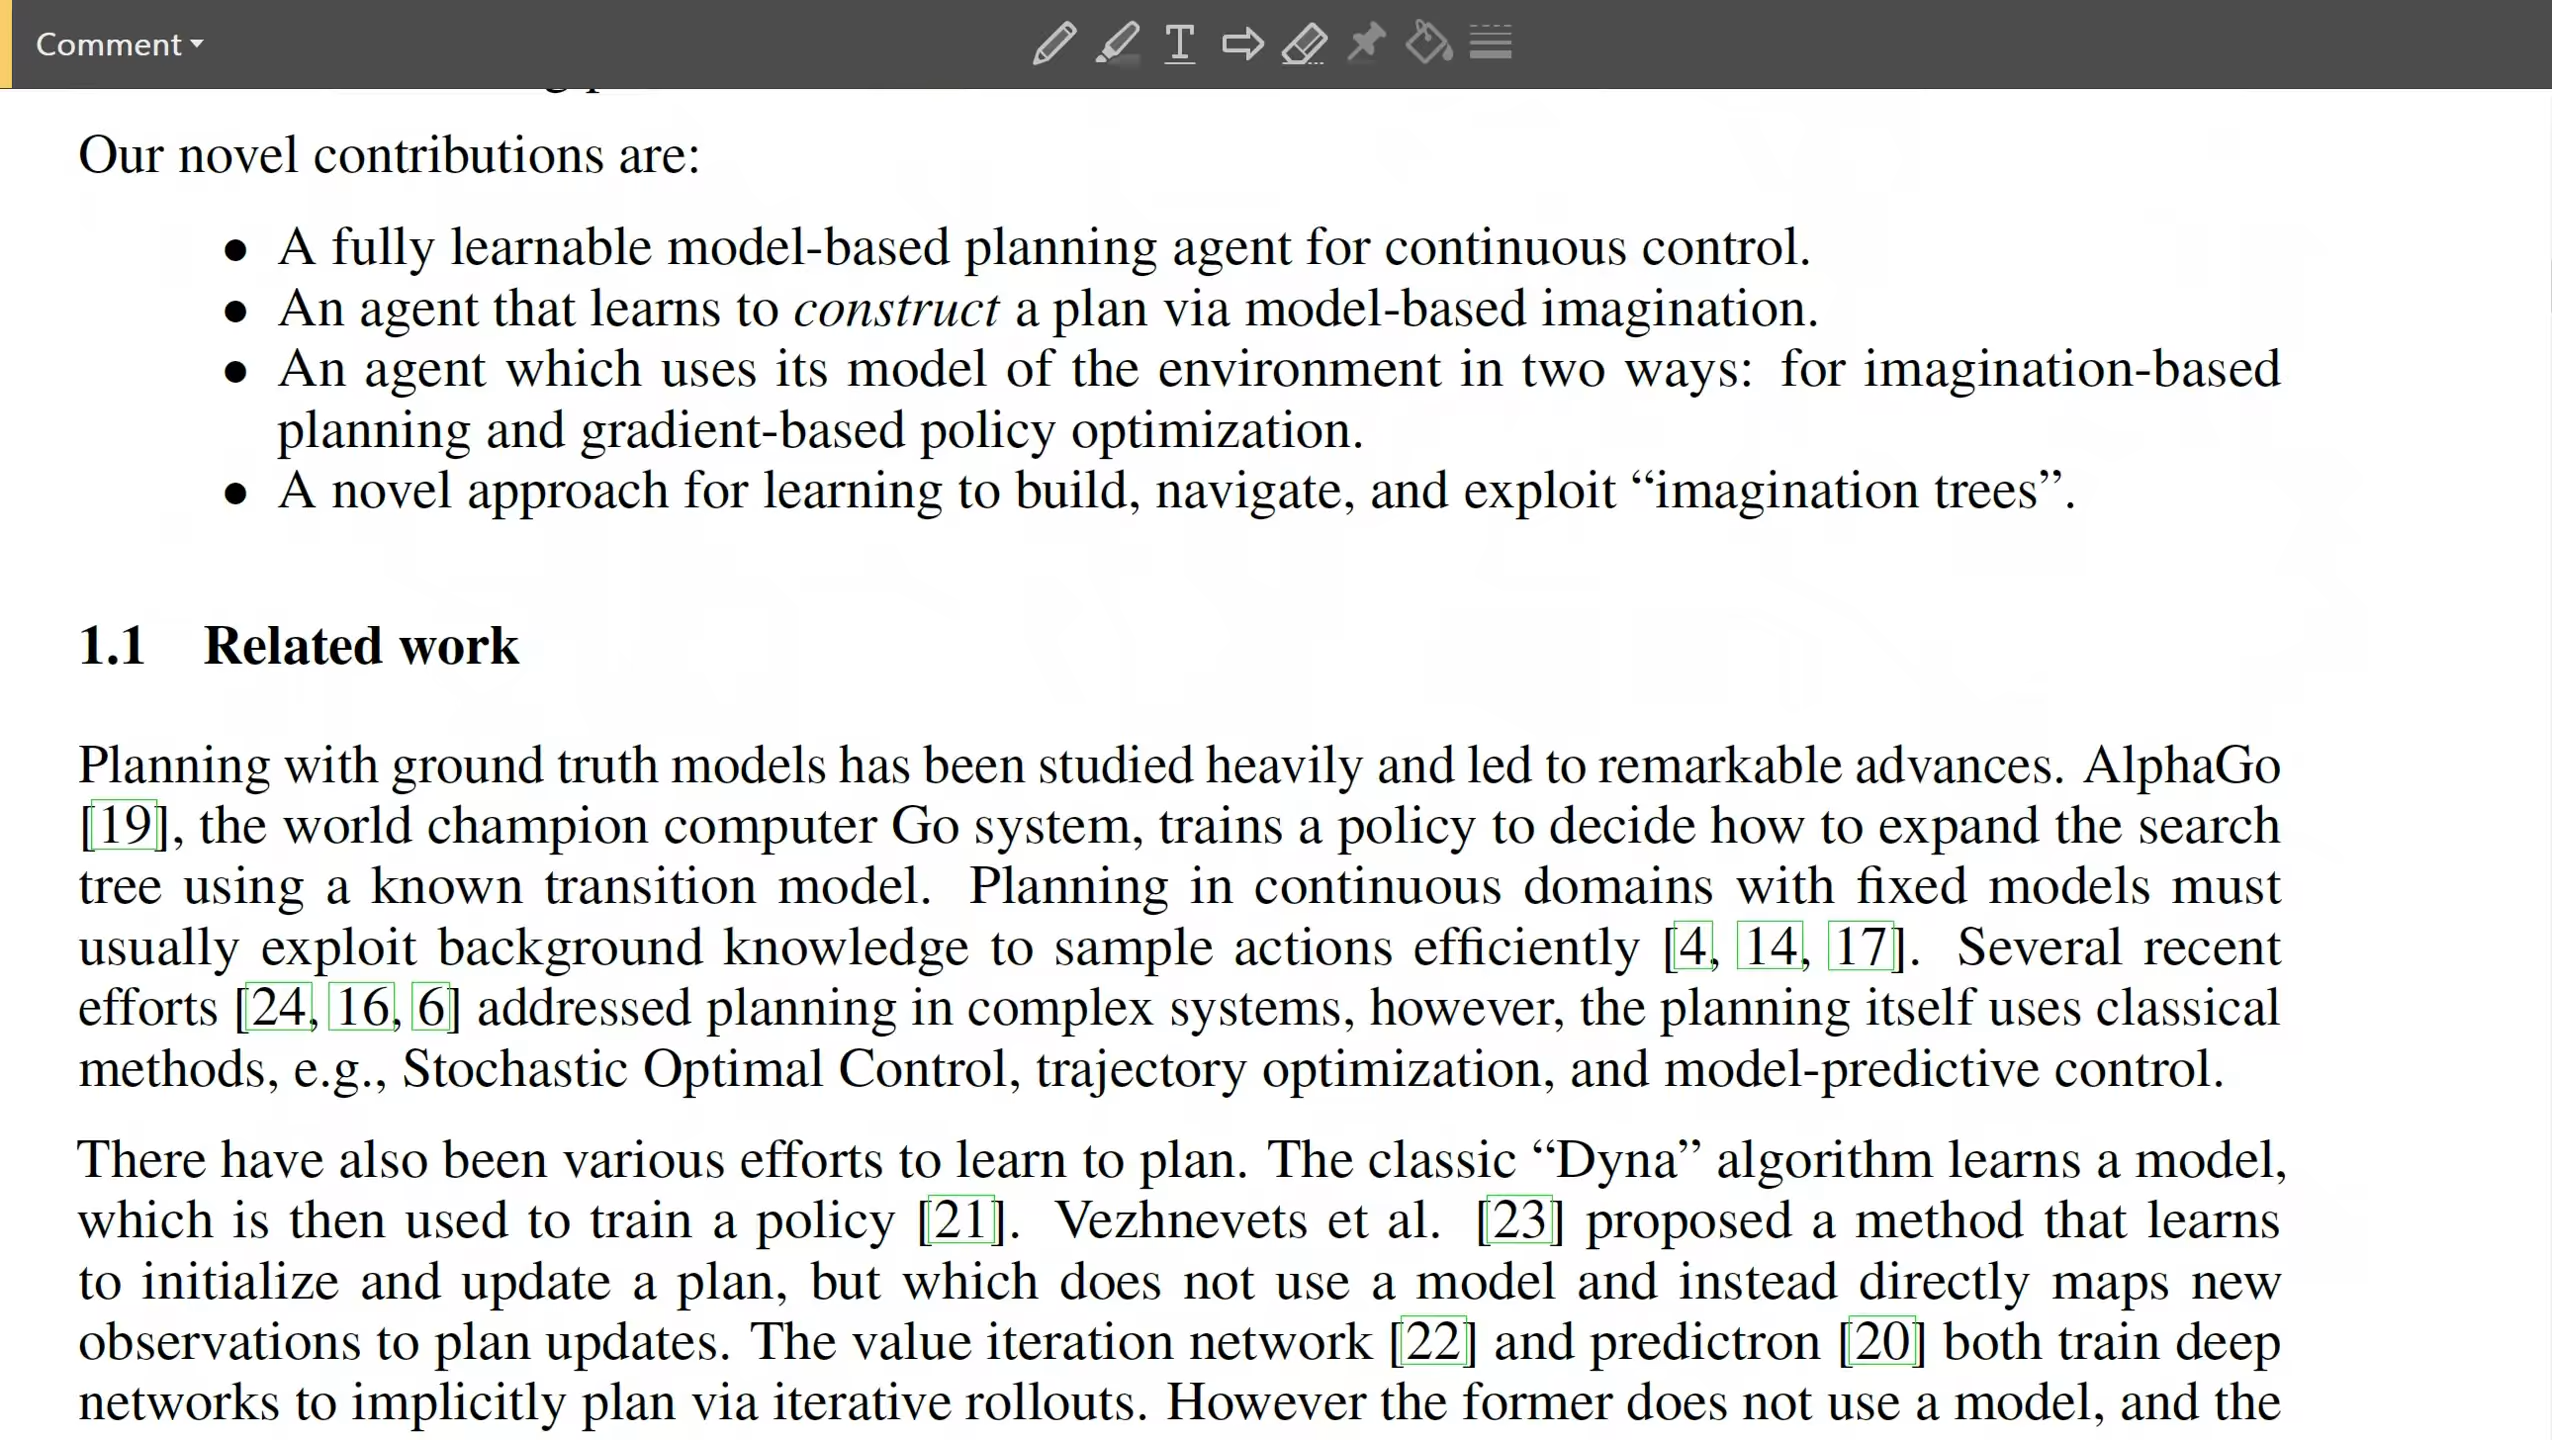 Comment
Our novel contributions are:
• A fully learnable model-based planning agent for continuous control.
• An agent that learns to construct a plan via model-based imagination.
• An agent which uses its model of the environment in two ways: for imagination-based
planning and gradient-based policy optimization.
• A novel approach for learning to build, navigate, and exploit “imagination trees”.
1.1 Related work
Planning with ground truth models has been studied heavily and led to remarkable advances. AlphaGo
[19], the world champion computer Go system, trains a policy to decide how to expand the search
tree using a known transition model. Planning in continuous domains with fixed models must
usually exploit background knowledge to sample actions efficiently [4, 14, 17]. Several recent
efforts [24, 16, 6] addressed planning in complex systems, however, the planning itself uses classical
methods, e.g., Stochastic Optimal Control, trajectory optimization, and model-predictive control.
There have also been various efforts to learn to plan. The classic “Dyna” algorithm learns a model,
which is then used to train a policy [21]. Vezhnevets et al. [23] proposed a method that learns
to initialize and update a plan, but which does not use a model and instead directly maps new
observations to plan updates. The value iteration network [22] and predictron [20] both train deep
networks to implicitly plan via iterative rollouts. However the former does not use a model, and the